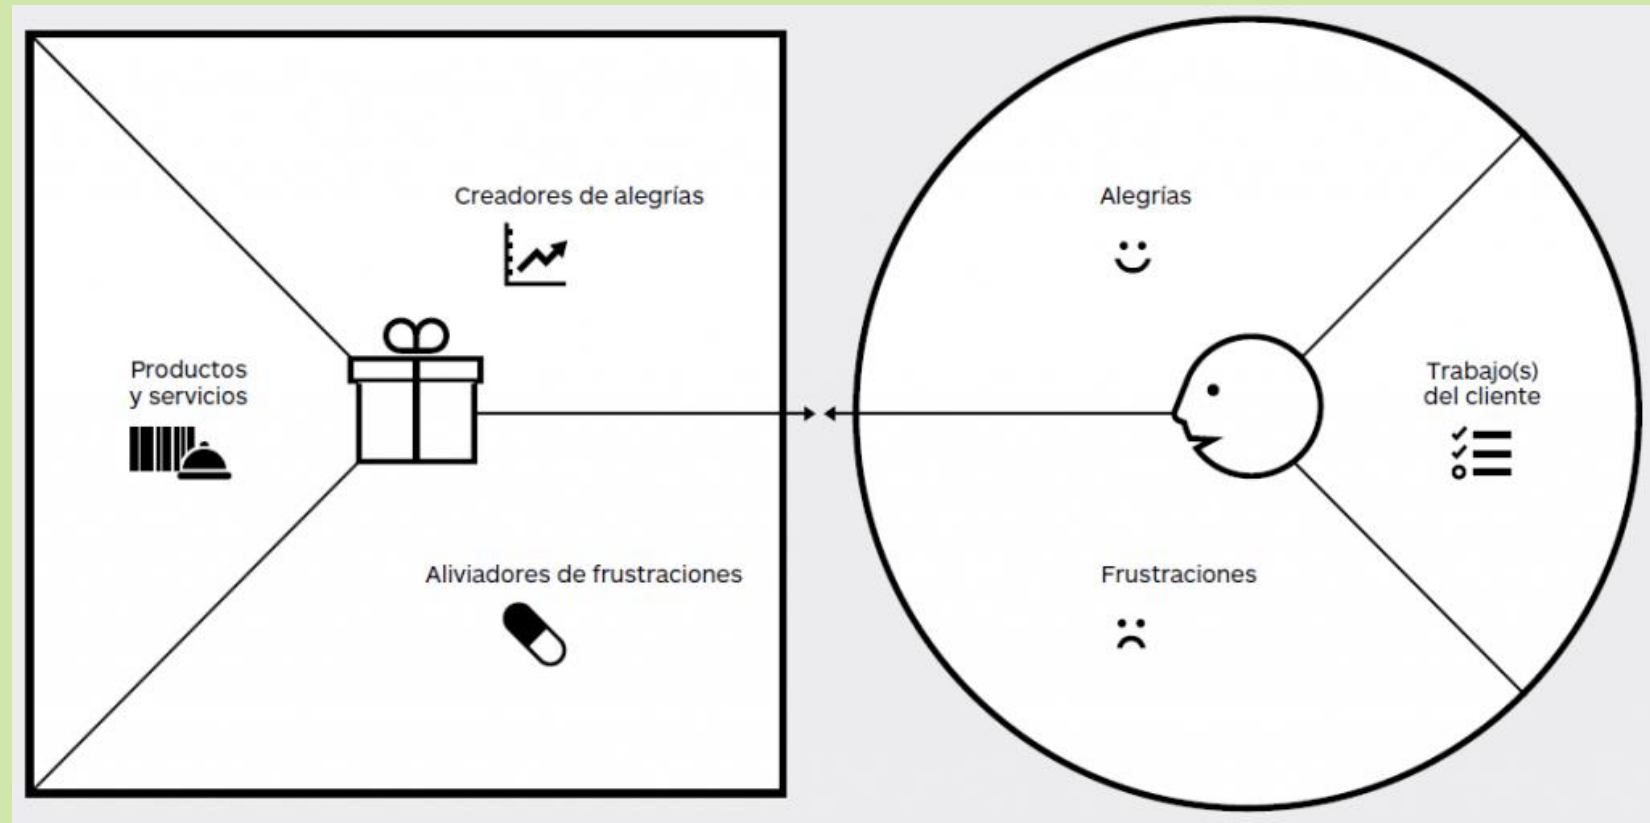 Creadores de alegrías
Productos
y servicios
Aliviadores de frustraciones
Alegrías
Trabajo(s)
del cliente
Frustraciones